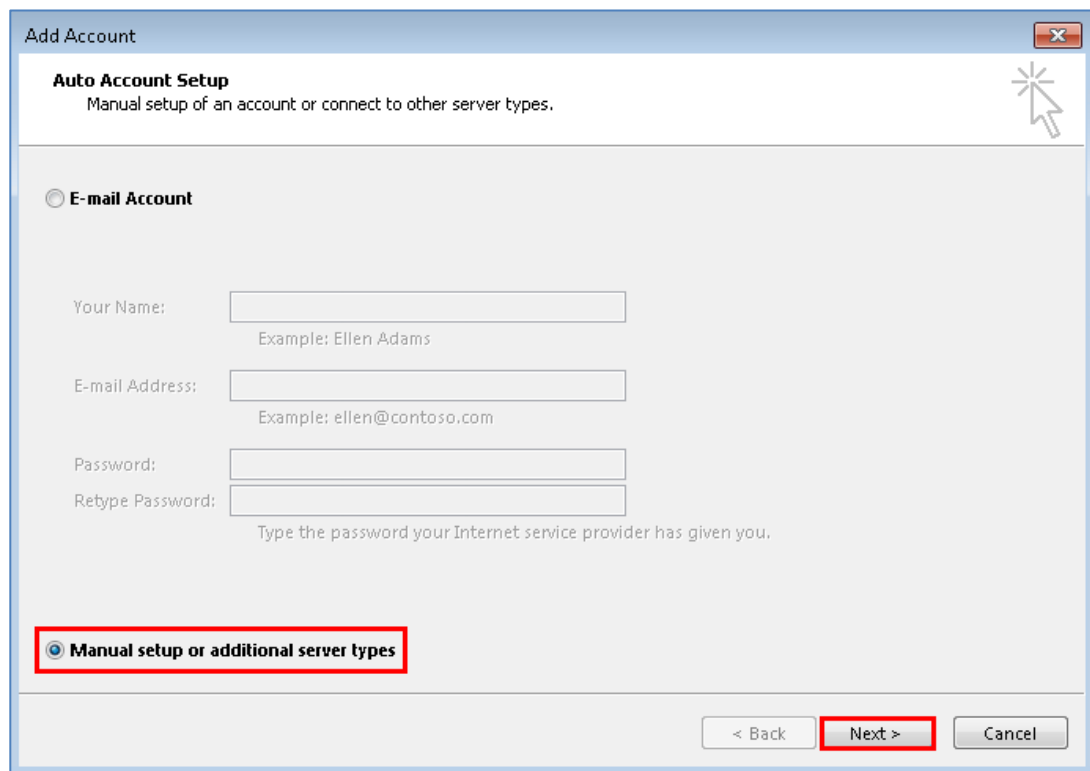 Add Account
Auto Account Setup
Manual setup of an account or connect to other server types.
E-mail Account
Your Name:
Example: Ellen Adams
E-mail Address:
Example: ellen@contoso.com
Password:
Retype Password:
Type the password your Internet service provider has given you.
Manual setup or additional server types
< Back Next > Cancel